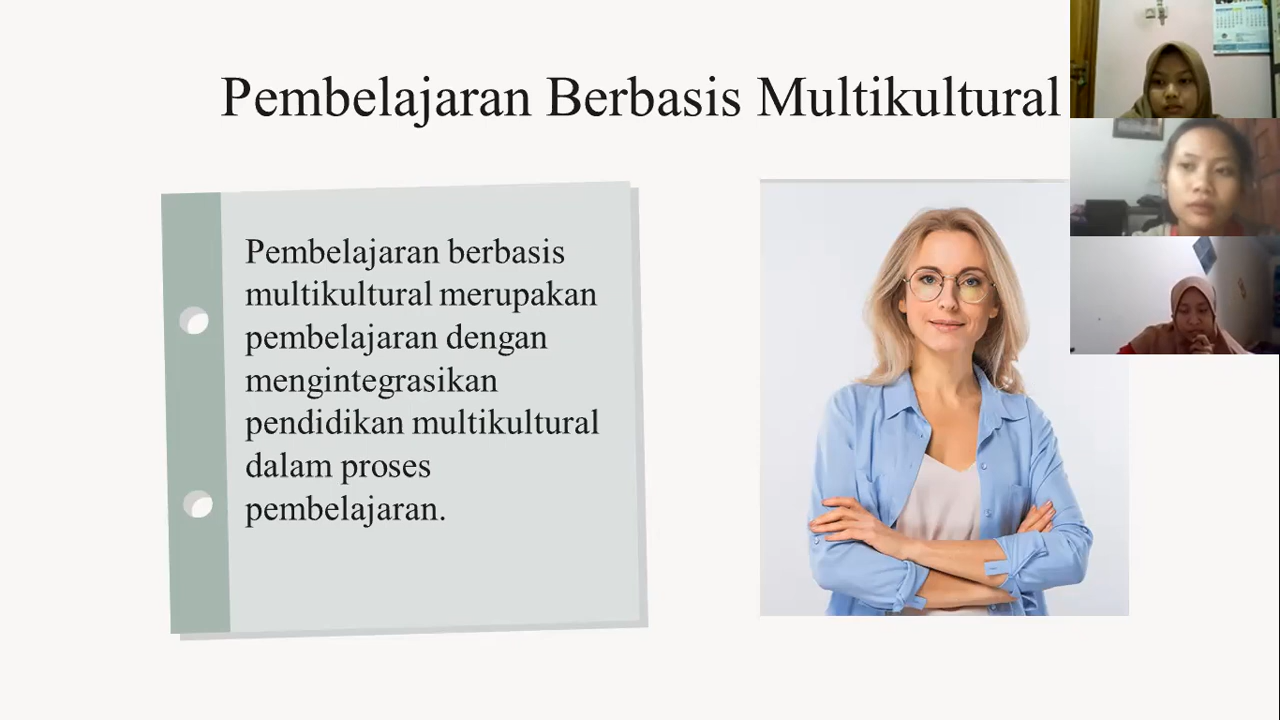 Pembelajaran Berbasis Multikultural
Pembelajaran berbasis
multikultural merupakan
pembelajaran dengan
mengintegrasikan
pendidikan multikultural
dalam proses
pembelajaran.